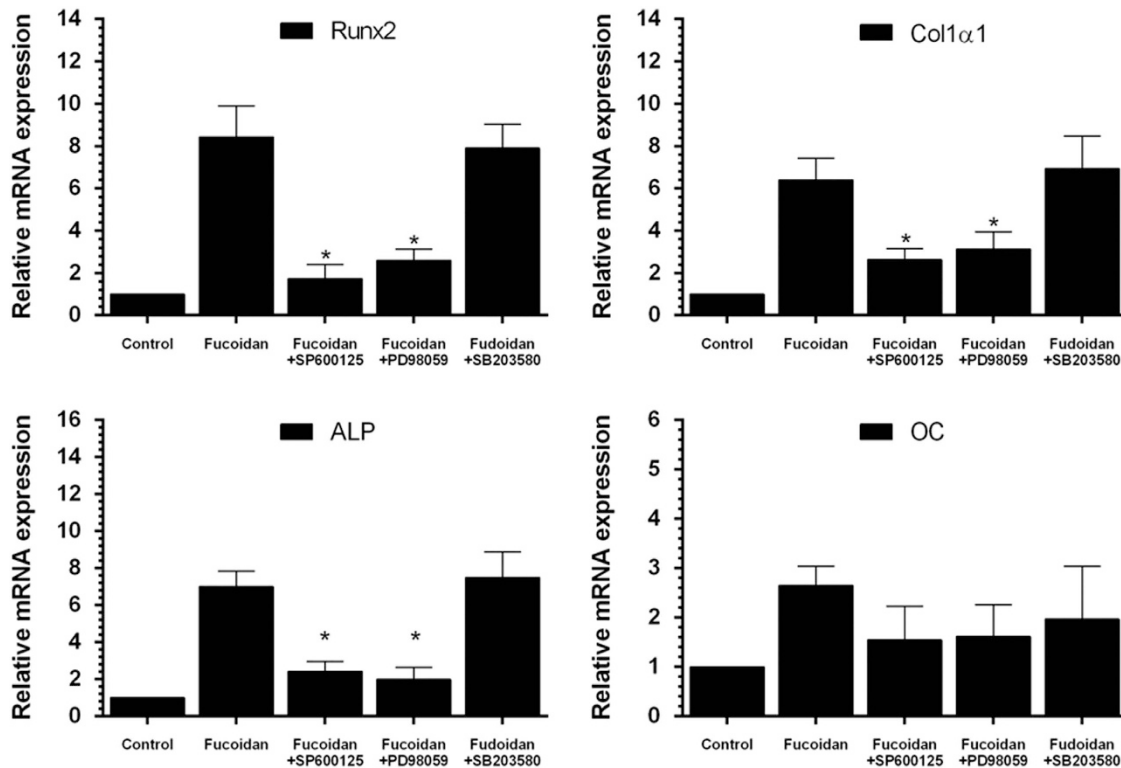 Relative mRNA expression
14
12
10
8
6
4
2
0
Runx2
Control
Fucoidan
Fucoidan
+SP600125
Fucoidan
+PD98059
Fudoidan
+SB203580
*
*
Relative mRNA expression
14
12
10
8
6
4
2
0
Col1α1
Control
Fucoidan
Fucoidan
+SP600125
Fucoidan
+PD98059
Fudoidan
+SB203580
*
*
Relative mRNA expression
16
14
12
10
8
6
4
2
0
ALP
Control
Fucoidan
Fucoidan
+SP600125
Fucoidan
+PD98059
Fudoidan
+SB203580
*
*
Relative mRNA expression
6
5
4
3
2
1
0
OC
Control
Fucoidan
Fucoidan
+SP600125
Fucoidan
+PD98059
Fudoidan
+SB203580